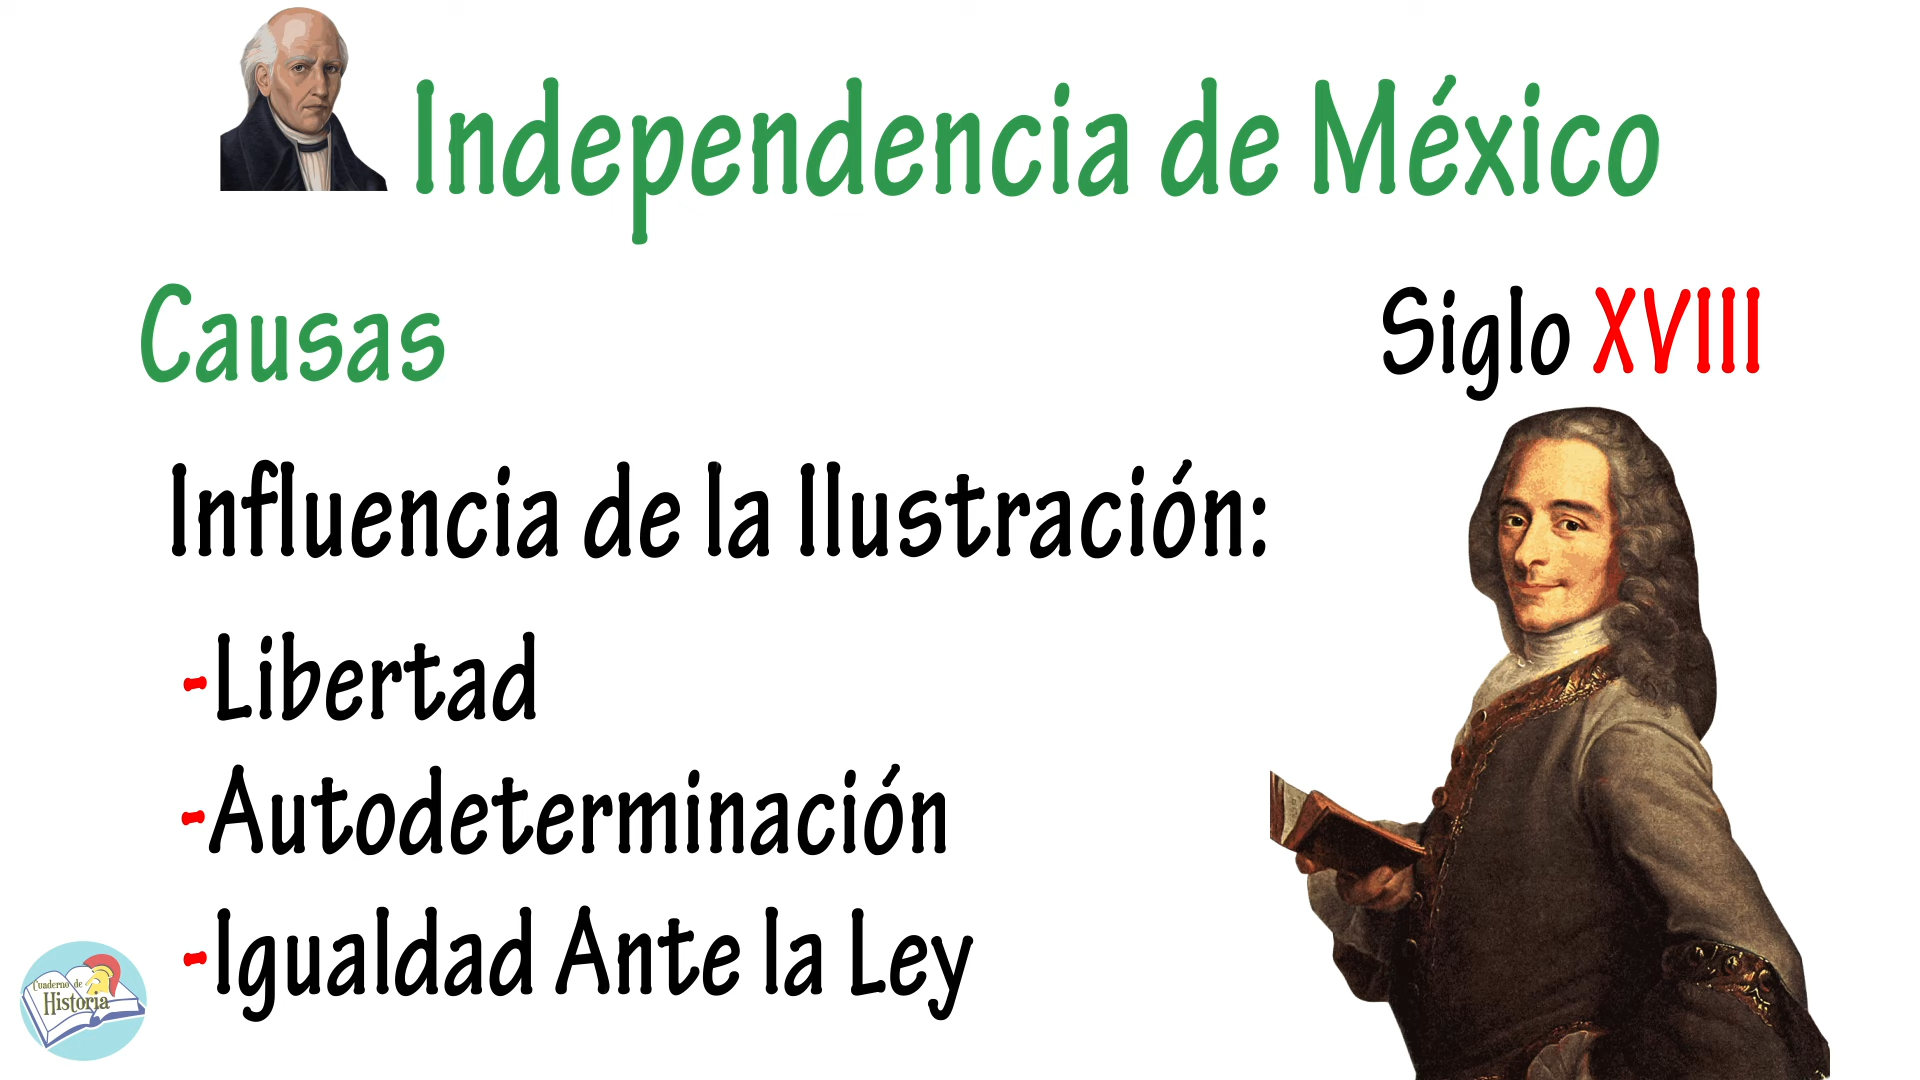 Independencia de México
Causas
Siglo XVIII
Influencia de la Ilustración:
-Libertad
-Autodeterminación
-Igualdad Ante la Ley
Cuaderno de
Historia